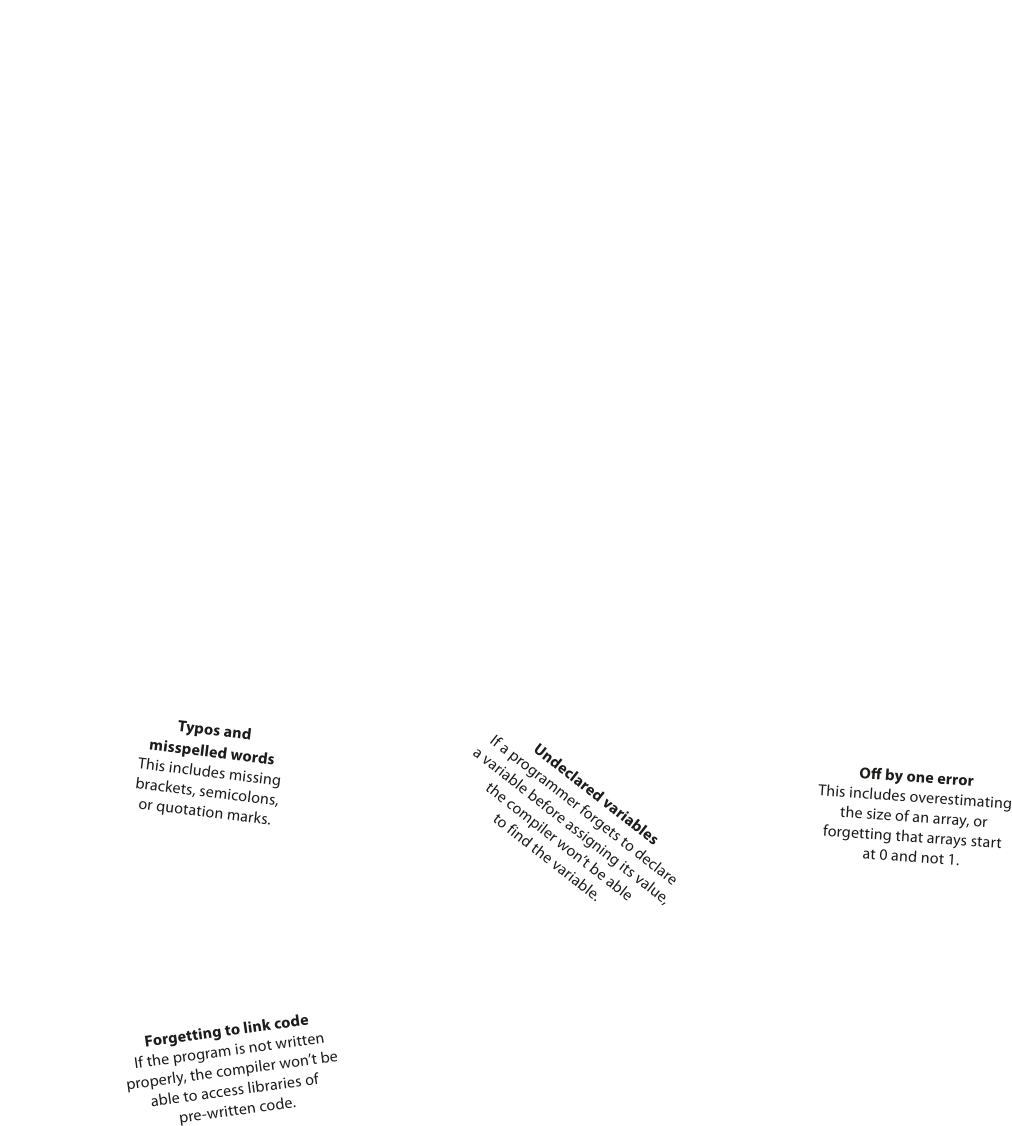 Typos and
misspelled words
This includes missing
brackets, semicolons,
or quotation marks.
Undeclared variables
If a programmer forgets to declare
a variable before assigning its value,
the compiler won’t be able
to find the variable.
Off by one error
This includes overestimating
the size of an array, or
forgetting that arrays start
at 0 and not 1.
Forgetting to link code
If the program is not written
properly, the compiler won’t be
able to access libraries of
pre-written code.